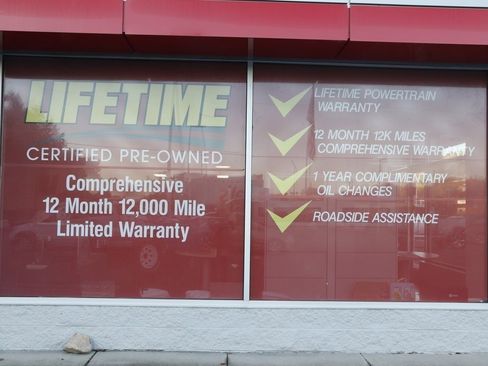 LIFETIME
CERTIFIED PRE-OWNED
Comprehensive
12 Month 12,000 Mile
Limited Warranty
LIFETIME POWERTRAIN
WARRANTY
12 MONTH 12K MILES
COMPREHENSIVE WARRANTY
1 YEAR COMPLIMENTARY
OIL CHANGES
ROADSIDE ASSISTANCE